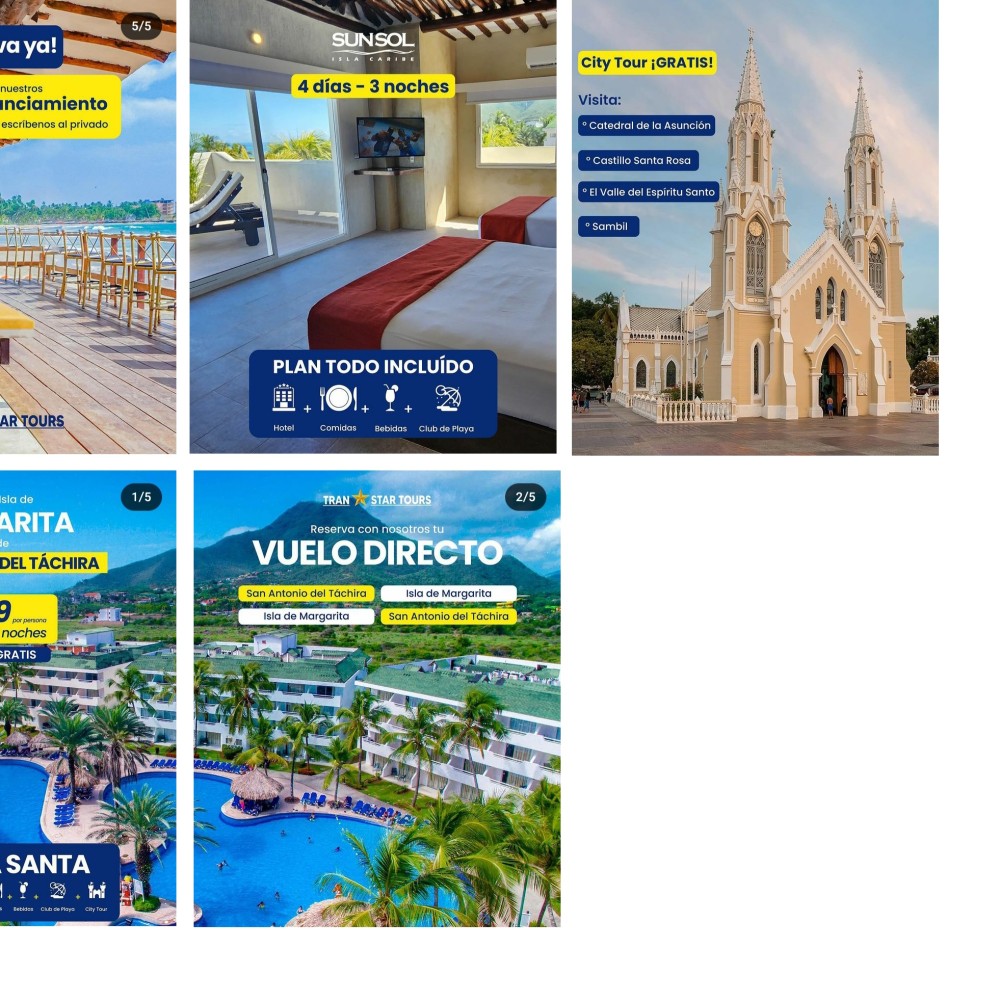 va ya!
5/5
nuestros
anciamiento
escríbenos al privado
AR TOURS
SUNSOL
ISLA CARIBE
4 días - 3 noches
PLAN TODO INCLUÍDO
Hotel + Comidas + Bebidas + Club de Playa
City Tour ¡GRATIS!
Visita:
° Catedral de la Asunción
° Castillo Santa Rosa
° El Valle del Espíritu Santo
° Sambil
Isla de
1/5
ARITA
de
DEL TÁCHIRA
9
por persona
noches
GRATIS
A SANTA
+ Bebidas + Club de Playa + City Tour
TRAN STAR TOURS
2/5
Reserva con nosotros tu
VUELO DIRECTO
San Antonio del Táchira Isla de Margarita
Isla de Margarita San Antonio del Táchira